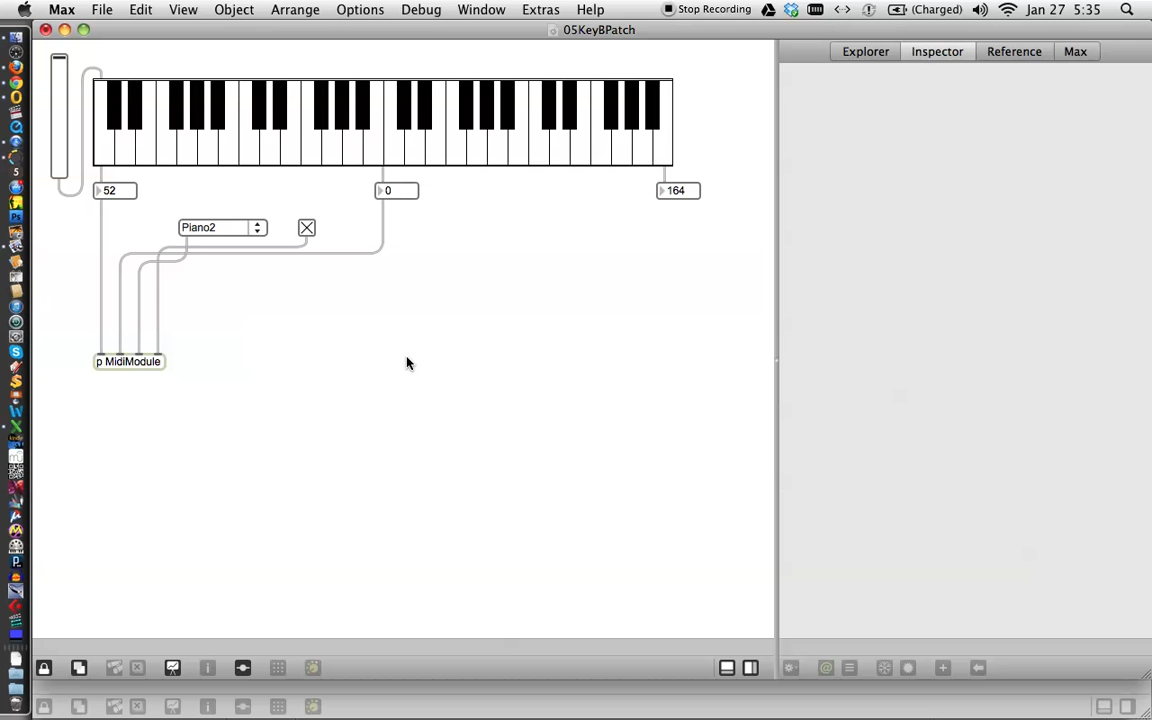 Max File Edit View Object Arrange Options Debug Window Extras Help Stop Recording (Charged) Jan 27 5:35
05KeyBPatch
Explorer Inspector Reference Max
52 0 164
Piano2
p MidiModule